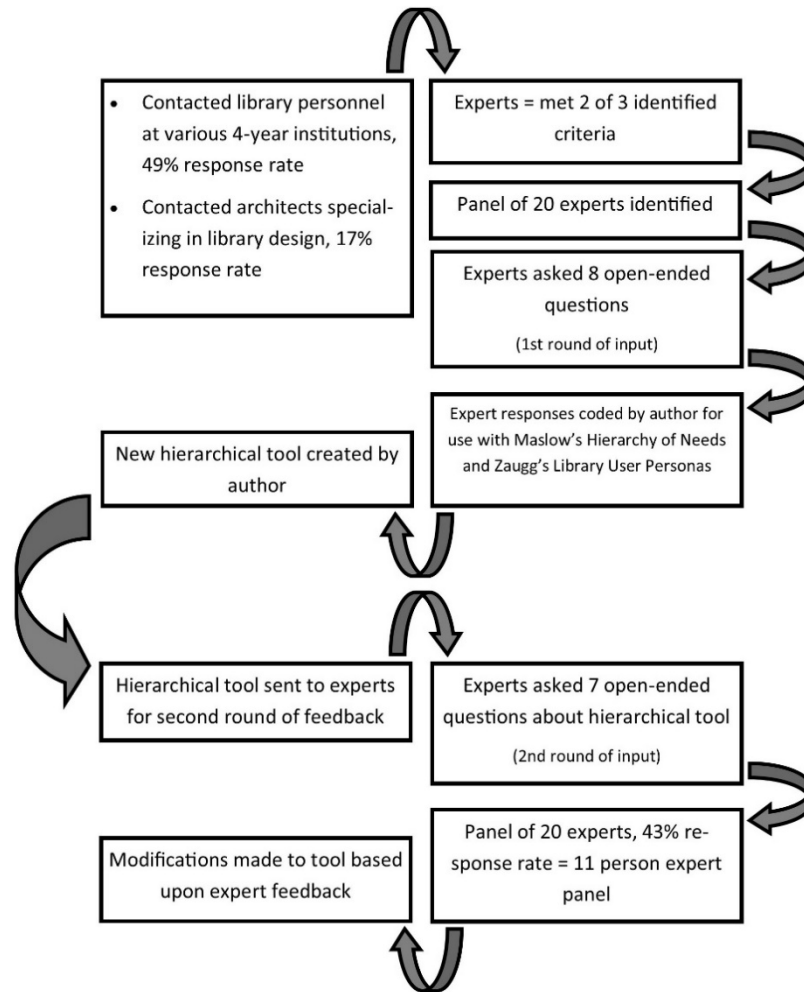 • Contacted library personnel
at various 4-year institutions,
49% response rate
• Contacted architects special-
izing in library design, 17%
response rate
Experts = met 2 of 3 identified
criteria
Panel of 20 experts identified
Experts asked 8 open-ended
questions
(1st round of input)
Expert responses coded by author for
use with Maslow's Hierarchy of Needs
and Zaugg's Library User Personas
New hierarchical tool created by
author
Hierarchical tool sent to experts
for second round of feedback
Experts asked 7 open-ended
questions about hierarchical tool
(2nd round of input)
Panel of 20 experts, 43% re-
sponse rate = 11 person expert
panel
Modifications made to tool based
upon expert feedback